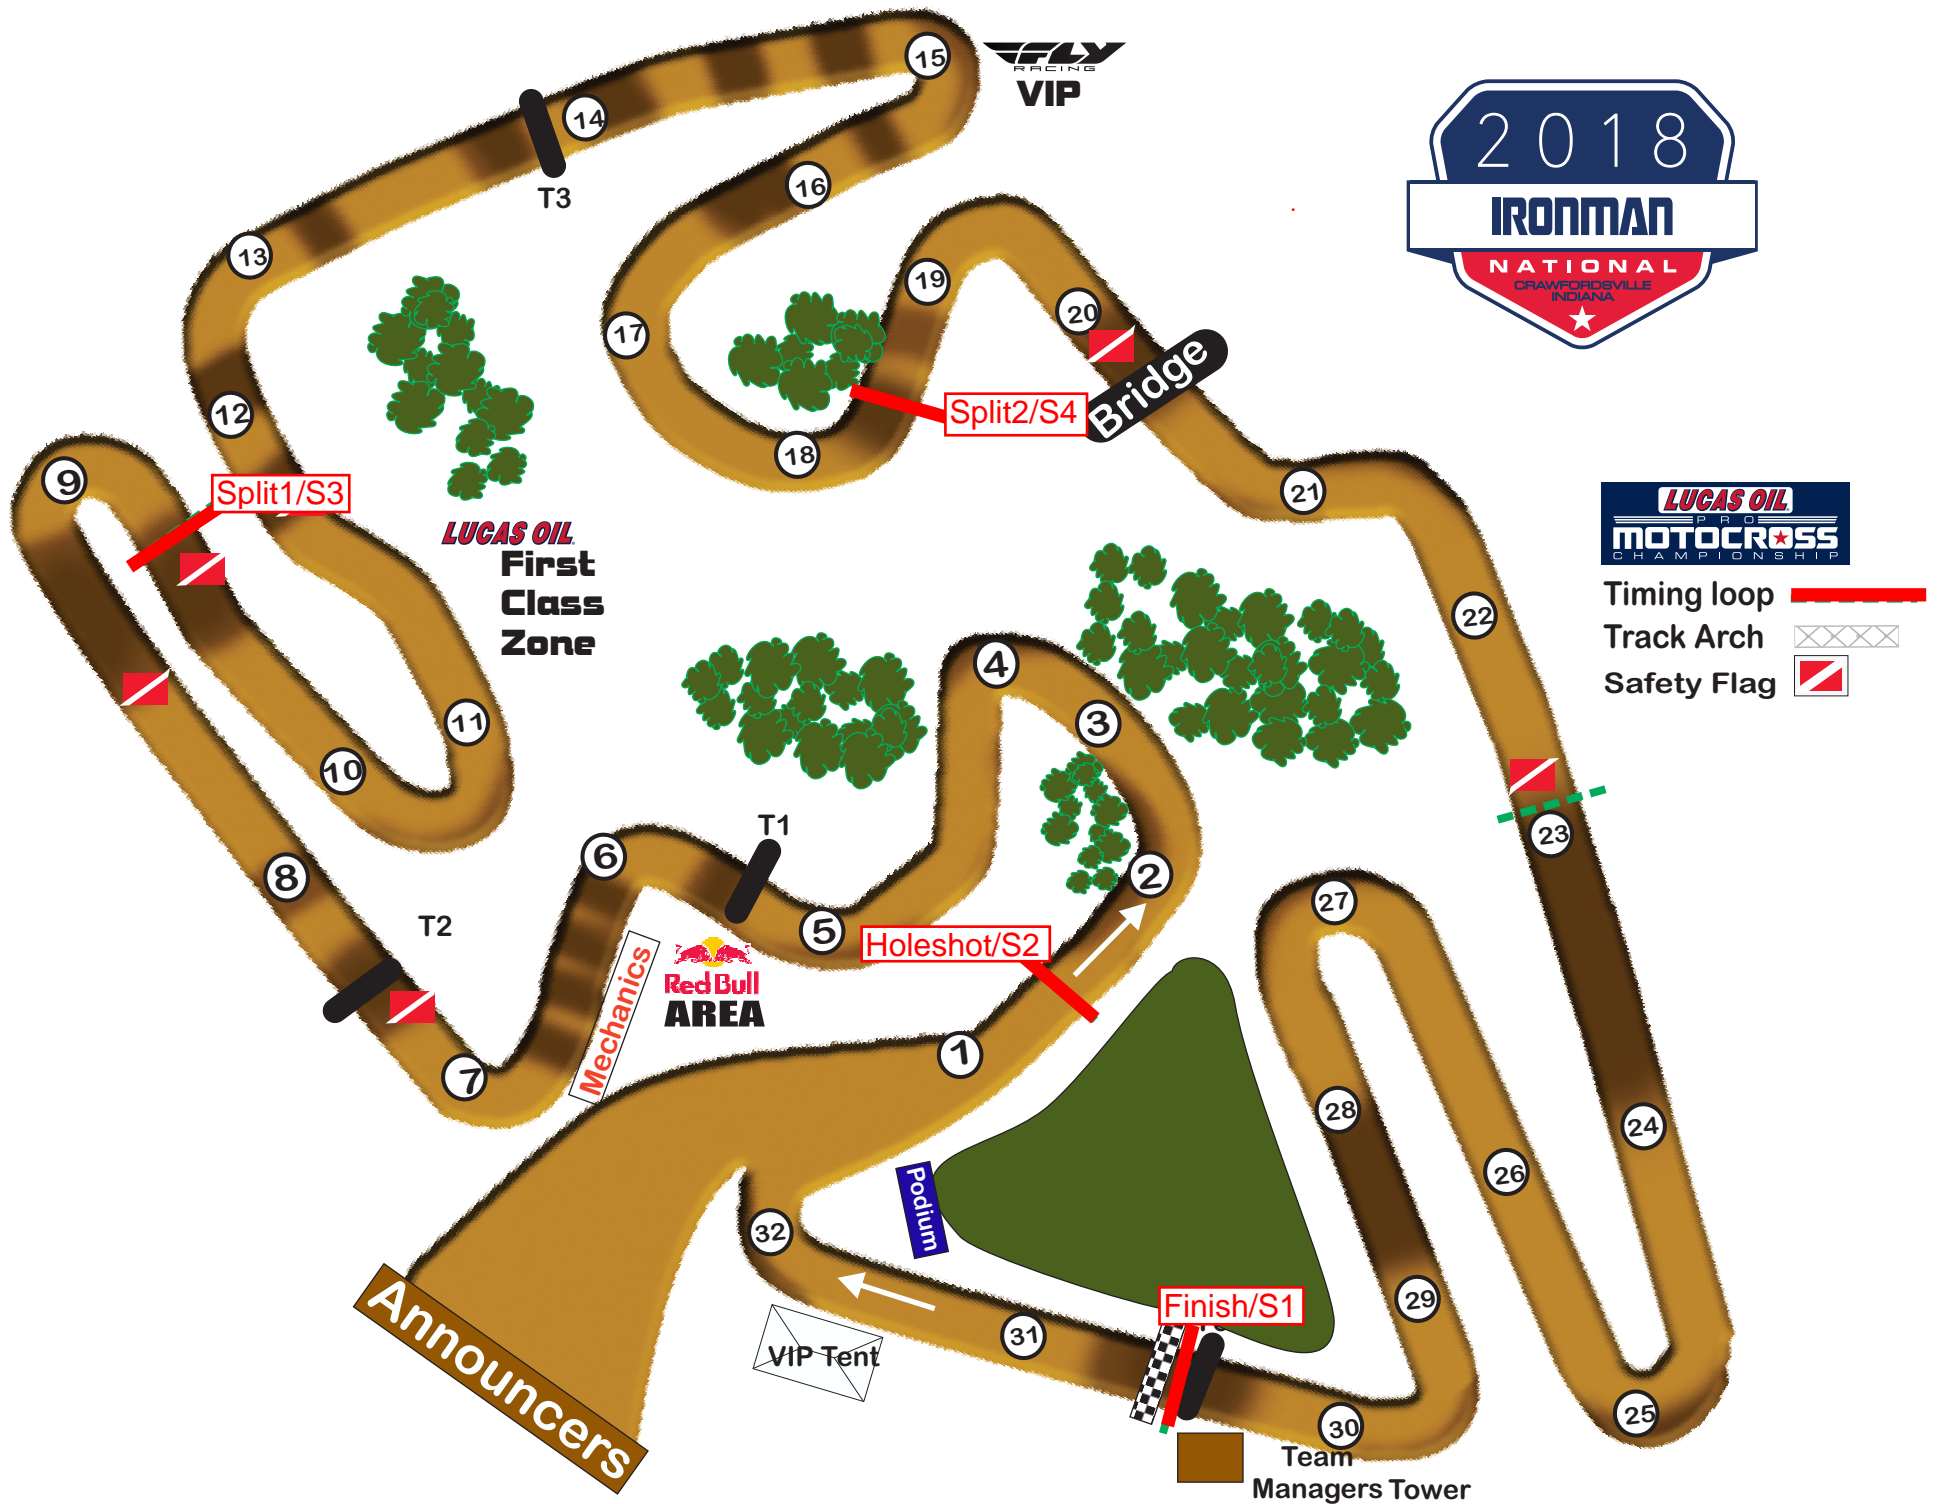 15
FLY
RACING
VIP
14
T3
16
13
19
20
17
12
18
Split2/S4
Bridge
9
Split1/S3
21
LUCAS OIL
First
Class
Zone
22
11
10
4
3
T1
23
6
8
2
27
5
T2
Holeshot/S2
Mechanics
Red Bull
AREA
1
7
28
24
26
Podium
32
29
Finish/S1
31
VIP Tent
Announcers
30
25
Team
Managers Tower
2018
IRONMAN
NATIONAL
CRAWFORDSVILLE
INDIANA
LUCAS OIL
PRO
MOTOCROSS
CHAMPIONSHIP
Timing loop
Track Arch
Safety Flag